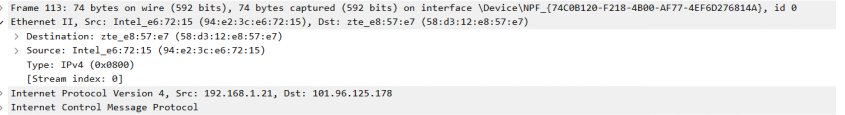 Frame 113: 74 bytes on wire (592 bits), 74 bytes captured (592 bits) on interface \Device\NPF_{74C0B120-F218-4B00-AF77-4EF6D276814A}, id 0
Ethernet II, Src: Intel_e6:72:15 (94:e2:3c:e6:72:15), Dst: zte_e8:57:e7 (58:d3:12:e8:57:e7)
Destination: zte_e8:57:e7 (58:d3:12:e8:57:e7)
Source: Intel_e6:72:15 (94:e2:3c:e6:72:15)
Type: IPv4 (0x0800)
[Stream index: 0]
Internet Protocol Version 4, Src: 192.168.1.21, Dst: 101.96.125.178
Internet Control Message Protocol